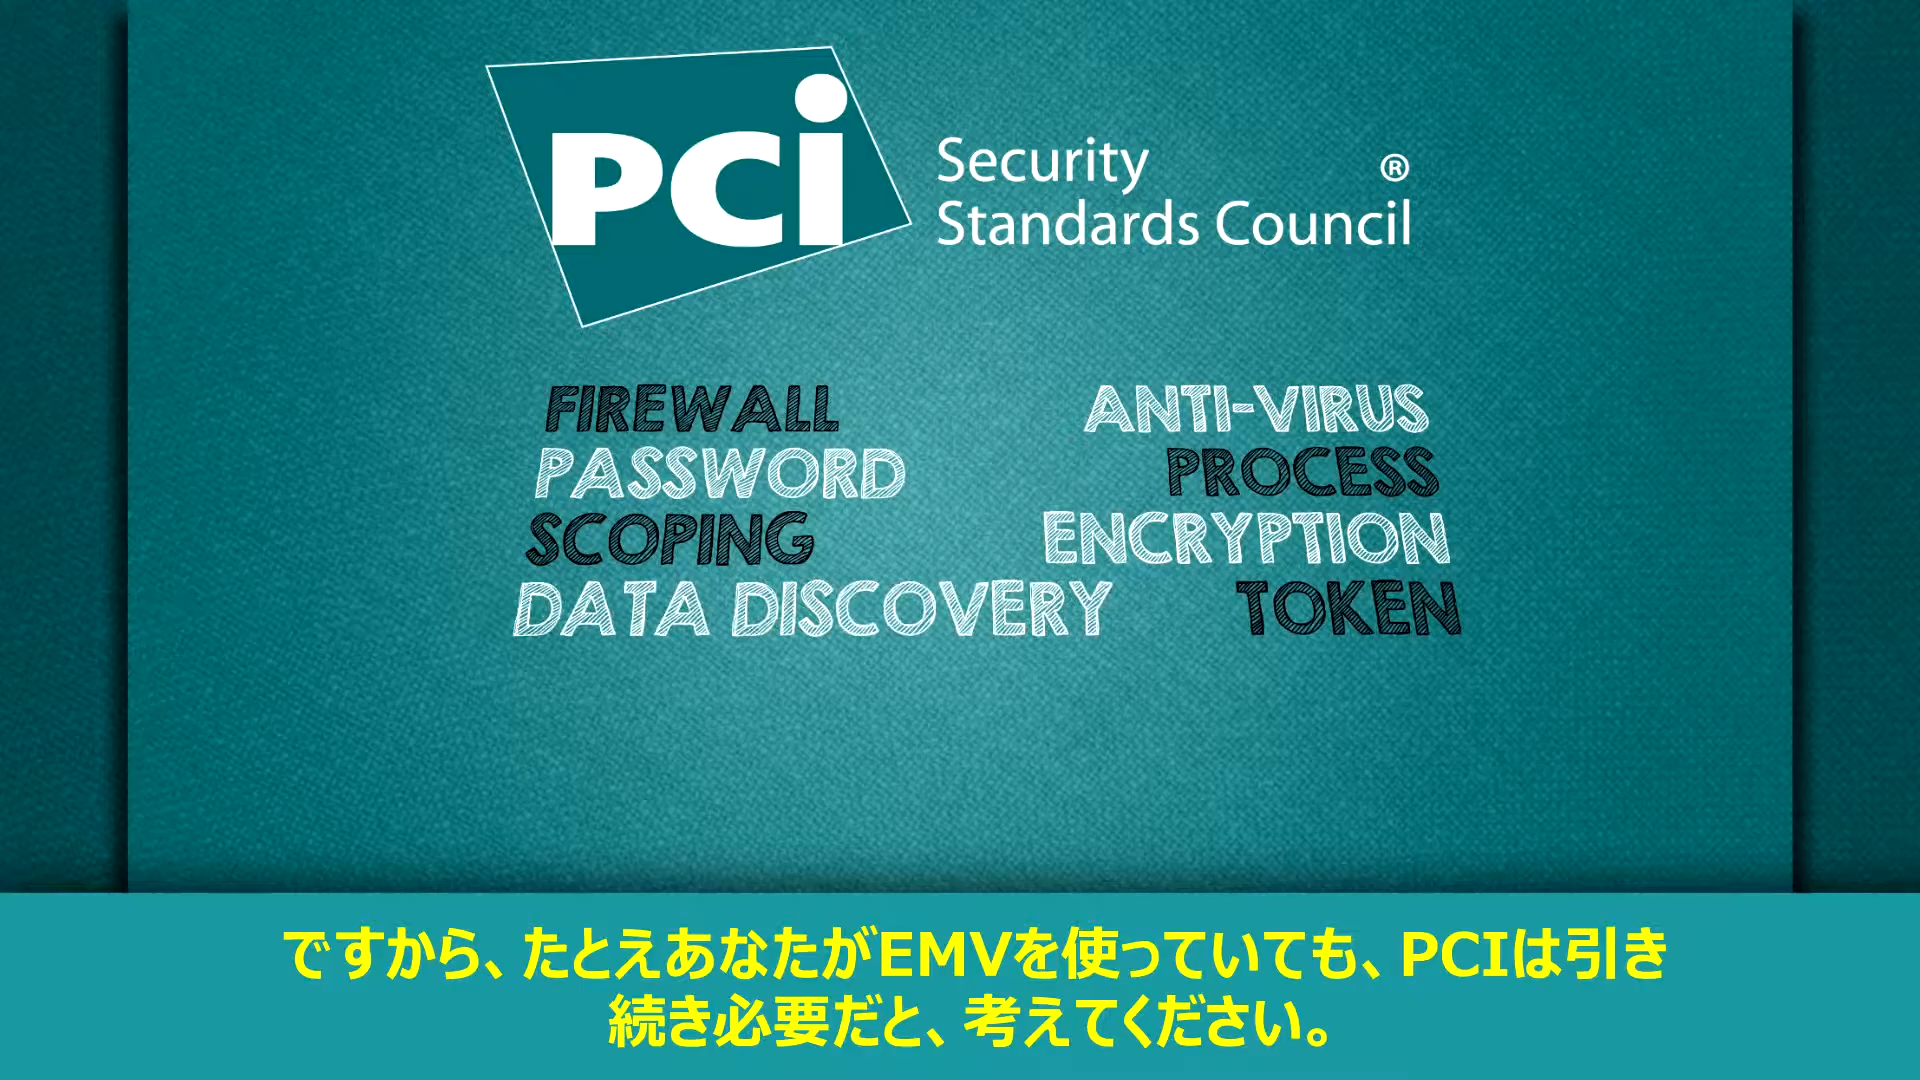 PCi
Security
Standards Council ®
FIREWALL ANTI-VIRUS
PASSWORD PROCESS
SCOPING ENCRYPTION
DATA DISCOVERY TOKEN
ですから、たとえあなたがEMVを使っていても、PCIは引き
続き必要だと、考えてください。